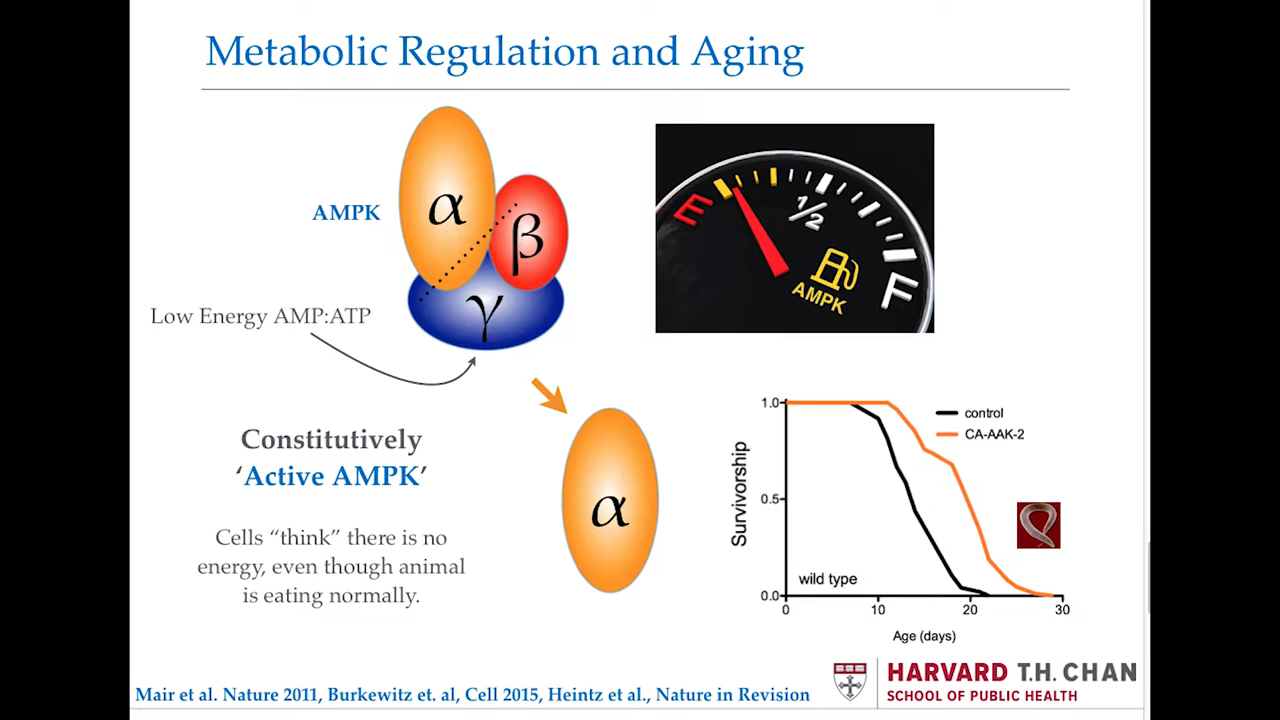 Metabolic Regulation and Aging
α
AMPK
β
γ
Low Energy AMP:ATP
E
1/2
F
AMPK
Constitutively
‘Active AMPK’
α
Cells “think” there is no
energy, even though animal
is eating normally.
Survivorship
1.0
0.5
0.0
control
CA-AAK-2
wild type
0
10
20
30
Age (days)
Mair et al. Nature 2011, Burkewitz et. al, Cell 2015, Heintz et al., Nature in Revision
HARVARD T.H. CHAN
SCHOOL OF PUBLIC HEALTH